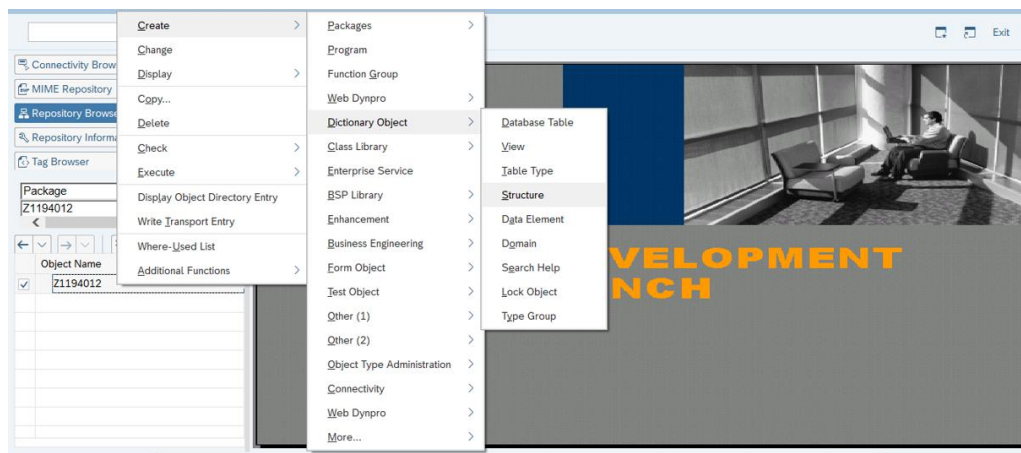 Exit
Connectivity Brow
MIME Repository
Repository Browse
Repository Informa
Tag Browser
Package
Z1194012
Object Name
Z1194012
Create
Change
Display
Copy...
Delete
Check
Execute
Display Object Directory Entry
Write Transport Entry
Where-Used List
Additional Functions
Packages
Program
Function Group
Web Dynpro
Dictionary Object
Class Library
Enterprise Service
BSP Library
Enhancement
Business Engineering
Form Object
Test Object
Other (1)
Other (2)
Object Type Administration
Connectivity
Web Dynpro
More...
Database Table
View
Table Type
Structure
Data Element
Domain
Search Help
Lock Object
Type Group
VELOPMENT
NCH